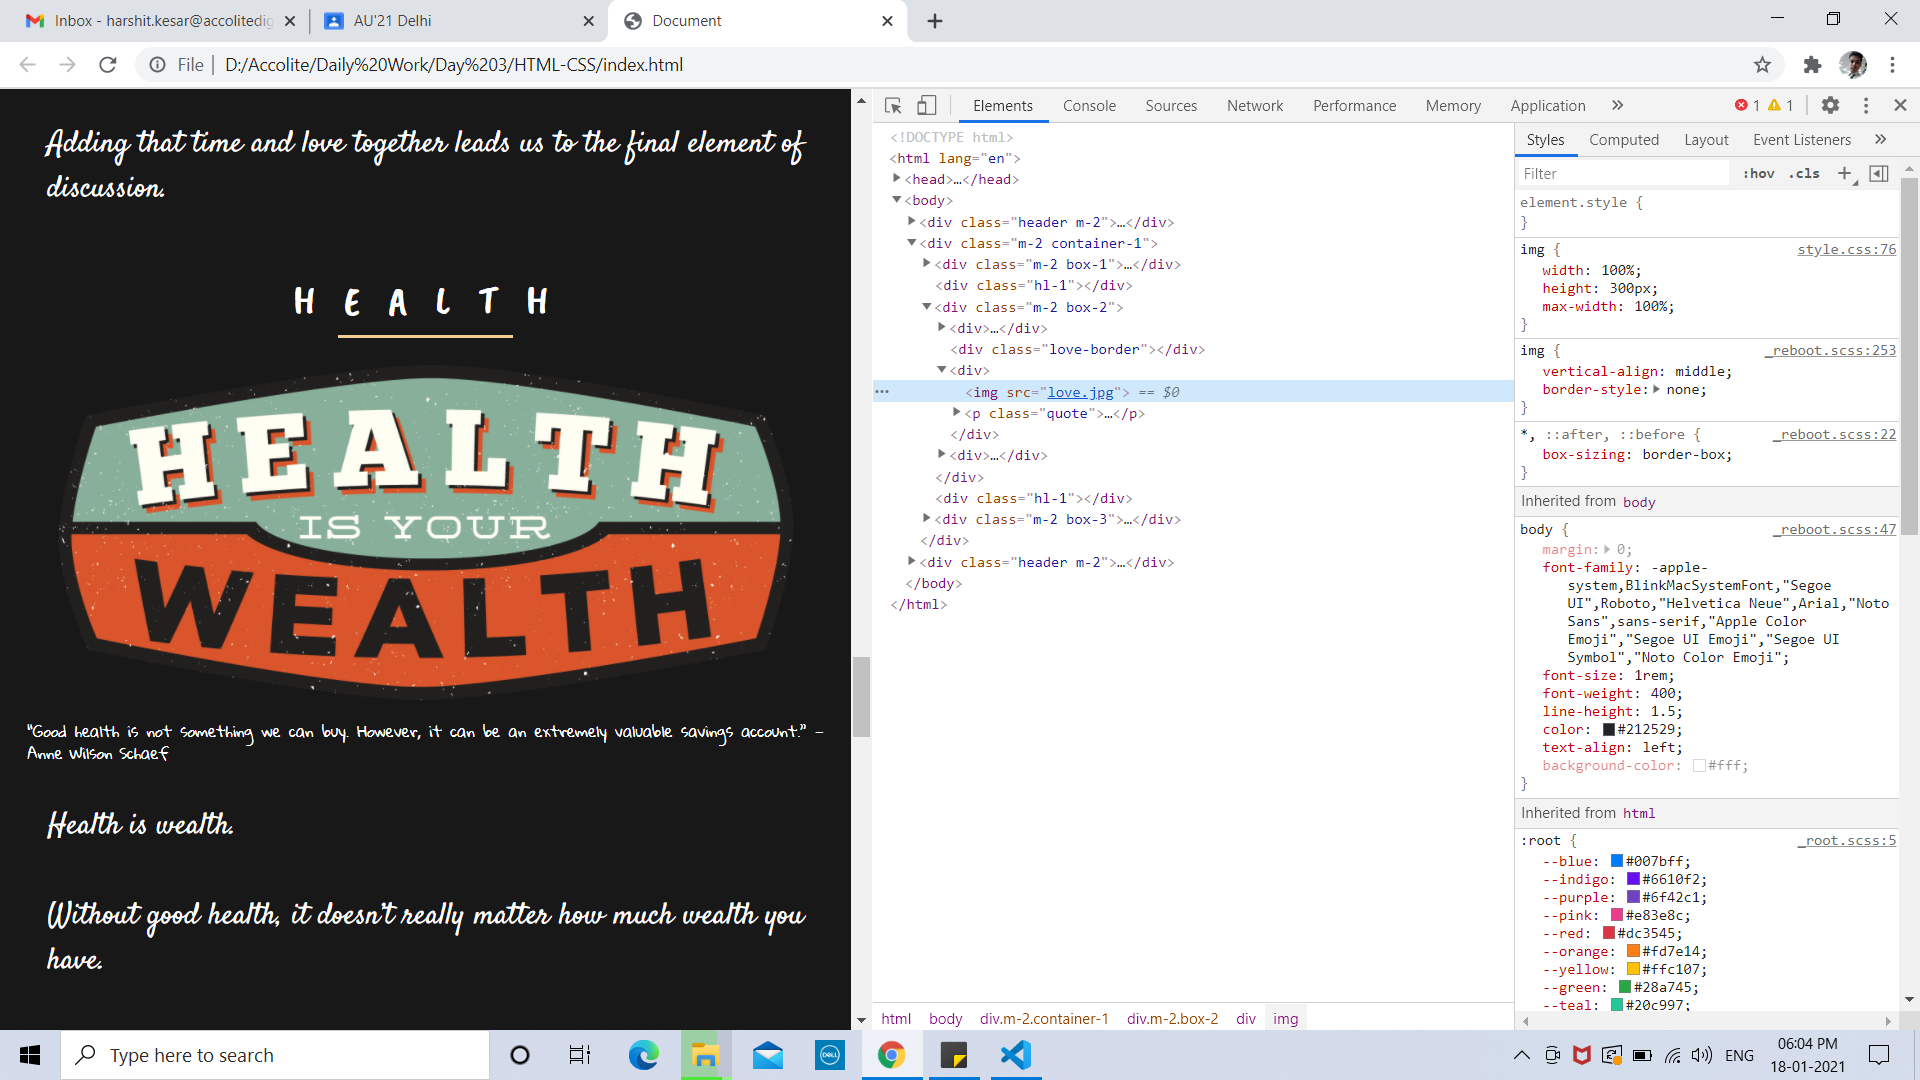 Inbox - harshit.kesar@accolitedig
AU'21 Delhi
Document
File
D:/Accolite/Daily%20Work/Day%203/HTML-CSS/index.html
Adding that time and love together leads us to the final element of
discussion.
HEALTH
HEALTH
IS YOUR
WEALTH
"Good health is not something we can buy. However, it can be an extremely valuable savings account." –
Anne Wilson Schaef
Health is wealth.
Without good health, it doesn't really matter how much wealth you
have.
Elements Console Sources Network Performance Memory Application » 1 1
<!DOCTYPE html>
<html lang="en">
<head>…</head>
<body>
<div class="header m-2">…</div>
<div class="m-2 container-1">
<div class="m-2 box-1">…</div>
<div class="hl-1"></div>
<div class="m-2 box-2">
<div>…</div>
<div class="love-border"></div>
<div>
<img src="love.jpg"> == $0
<p class="quote">…</p>
</div>
<div>…</div>
</div>
<div class="hl-1"></div>
<div class="m-2 box-3">…</div>
</div>
<div class="header m-2">…</div>
</body>
</html>
html body div.m-2.container-1 div.m-2.box-2 div img
Styles Computed Layout Event Listeners »
Filter :hov .cls +
element.style {
}
img { style.css:76
width: 100%;
height: 300px;
max-width: 100%;
}
img { _reboot.scss:253
vertical-align: middle;
border-style: none;
}
*, ::after, ::before { _reboot.scss:22
box-sizing: border-box;
}
Inherited from body
body { _reboot.scss:47
margin: 0;
font-family: -apple-
system,BlinkMacSystemFont,"Segoe
UI",Roboto,"Helvetica Neue",Arial,"Noto
Sans",sans-serif,"Apple Color
Emoji","Segoe UI Emoji","Segoe UI
Symbol","Noto Color Emoji";
font-size: 1rem;
font-weight: 400;
line-height: 1.5;
color: #212529;
text-align: left;
background-color: #fff;
}
Inherited from html
:root { _root.scss:5
--blue: #007bff;
--indigo: #6610f2;
--purple: #6f42c1;
--pink: #e83e8c;
--red: #dc3545;
--orange: #fd7e14;
--yellow: #ffc107;
--green: #28a745;
--teal: #20c997;
Type here to search
DELL
ENG
06:04 PM
18-01-2021